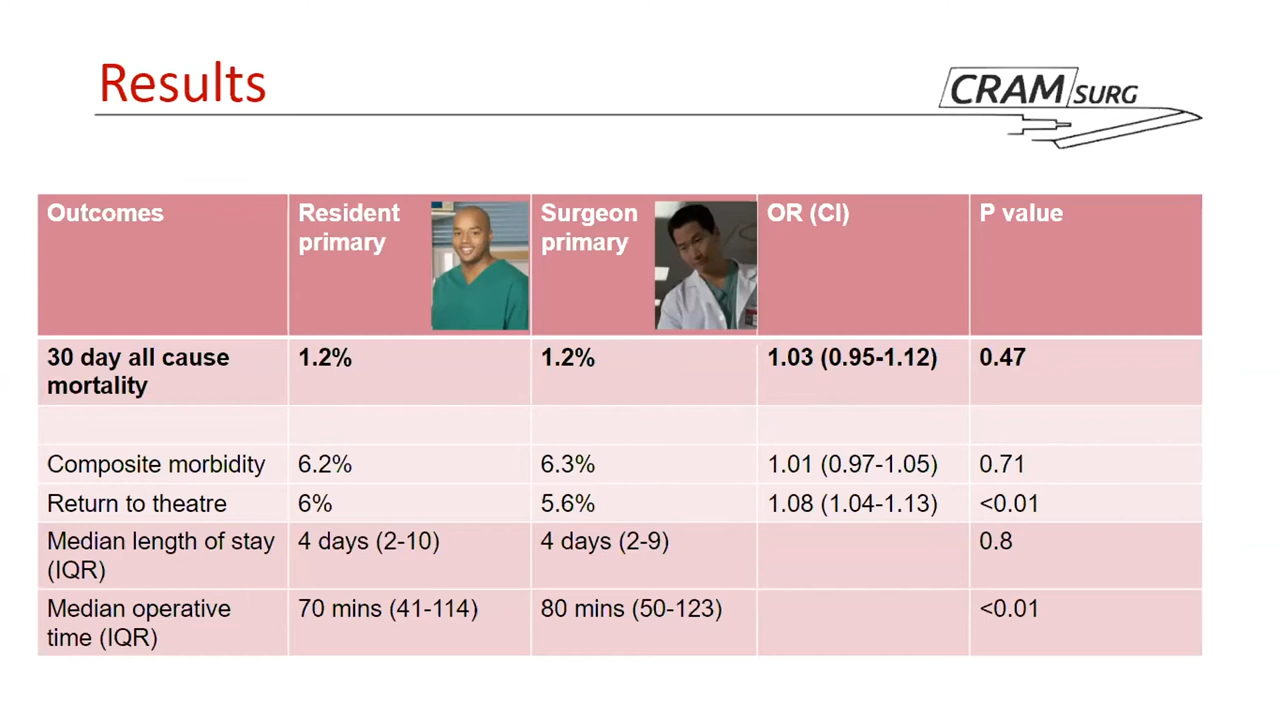 Results
CRAM SURG
Outcomes
Resident
primary
Surgeon
primary
OR (CI)
P value
30 day all cause
mortality
1.2%
1.2%
1.03 (0.95-1.12)
0.47
Composite morbidity
6.2%
6.3%
1.01 (0.97-1.05)
0.71
Return to theatre
6%
5.6%
1.08 (1.04-1.13)
<0.01
Median length of stay
(IQR)
4 days (2-10)
4 days (2-9)
0.8
Median operative
time (IQR)
70 mins (41-114)
80 mins (50-123)
<0.01